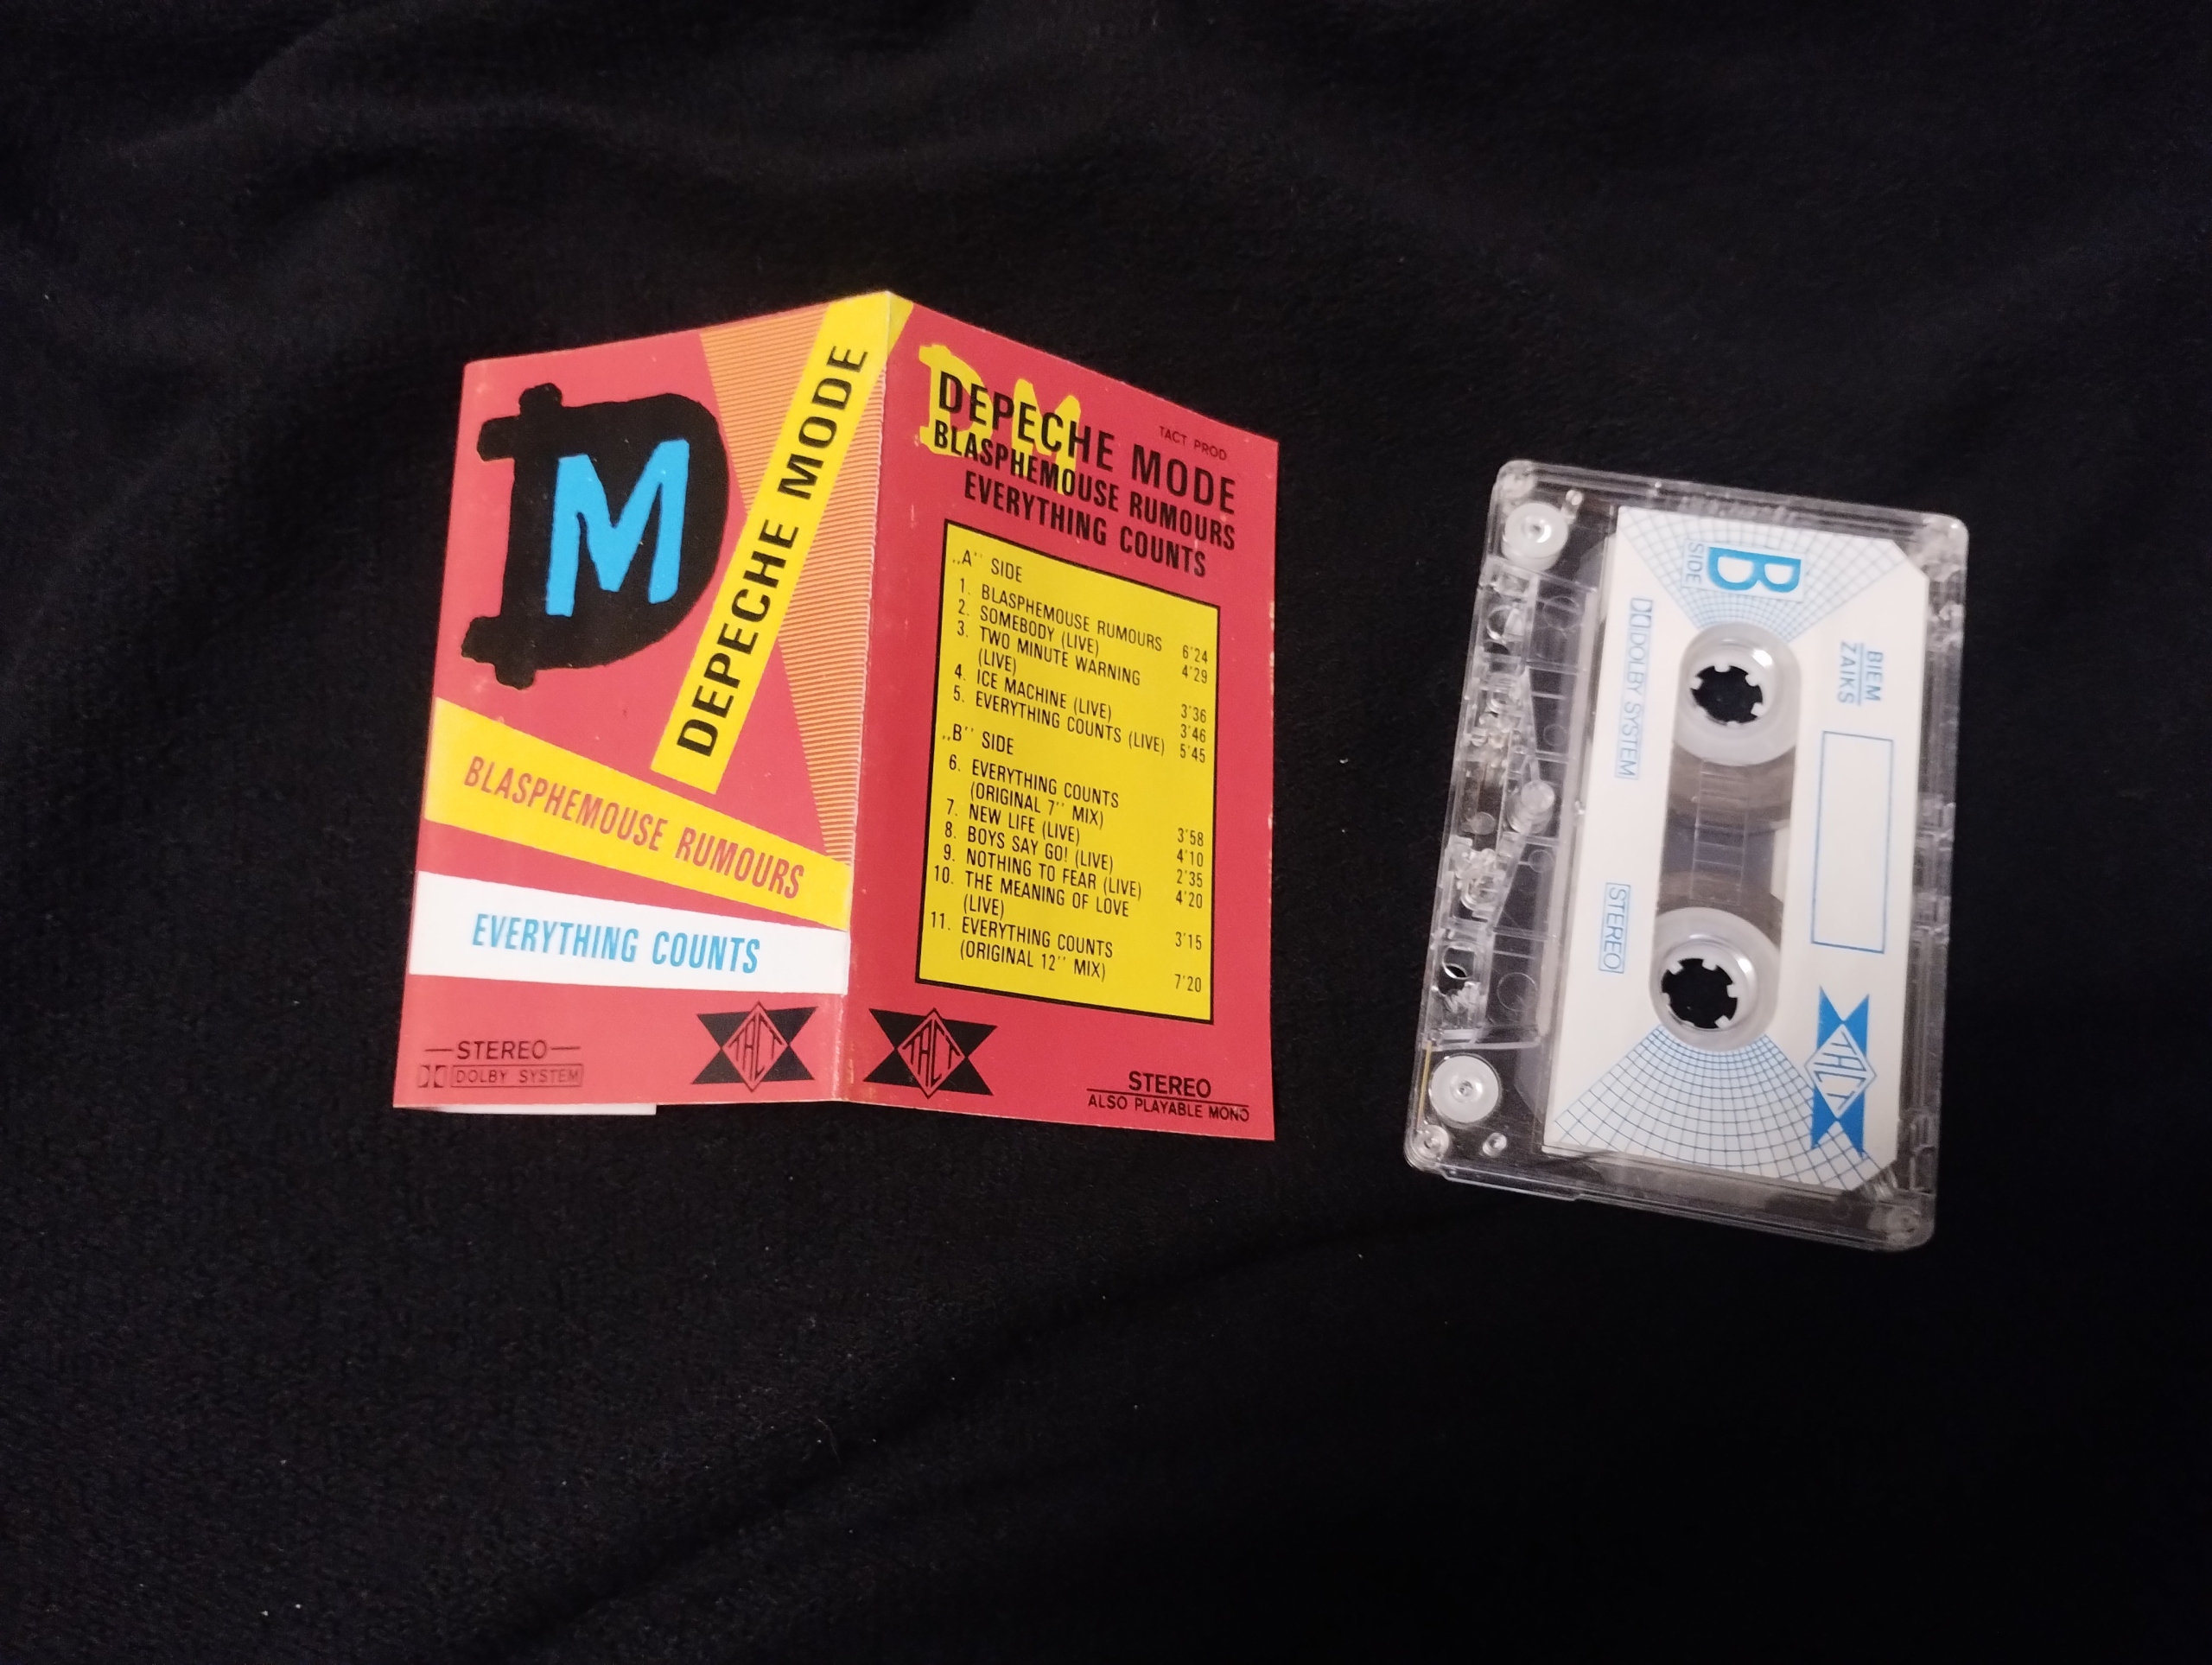 DM
DEPECHE MODE
BLASPHEMOUSE RUMOURS
EVERYTHING COUNTS
STEREO
DOLBY SYSTEM
TACT
DM
TACT PROD
DEPECHE MODE
BLASPHEMOUSE RUMOURS
EVERYTHING COUNTS
„A'' SIDE
1. BLASPHEMOUSE RUMOURS 6'24
2. SOMEBODY (LIVE) 4'29
3. TWO MINUTE WARNING
(LIVE) 3'36
4. ICE MACHINE (LIVE) 3'46
5. EVERYTHING COUNTS (LIVE) 5'45
„B'' SIDE
6. EVERYTHING COUNTS
(ORIGINAL 7'' MIX) 3'58
7. NEW LIFE (LIVE) 4'10
8. BOYS SAY GO! (LIVE) 2'35
9. NOTHING TO FEAR (LIVE) 4'20
10. THE MEANING OF LOVE
(LIVE) 3'15
11. EVERYTHING COUNTS
(ORIGINAL 12'' MIX) 7'20
TACT
STEREO
ALSO PLAYABLE MONO
B
SIDE
BIEM
ZAIKS
DOLBY SYSTEM
STEREO
TACT